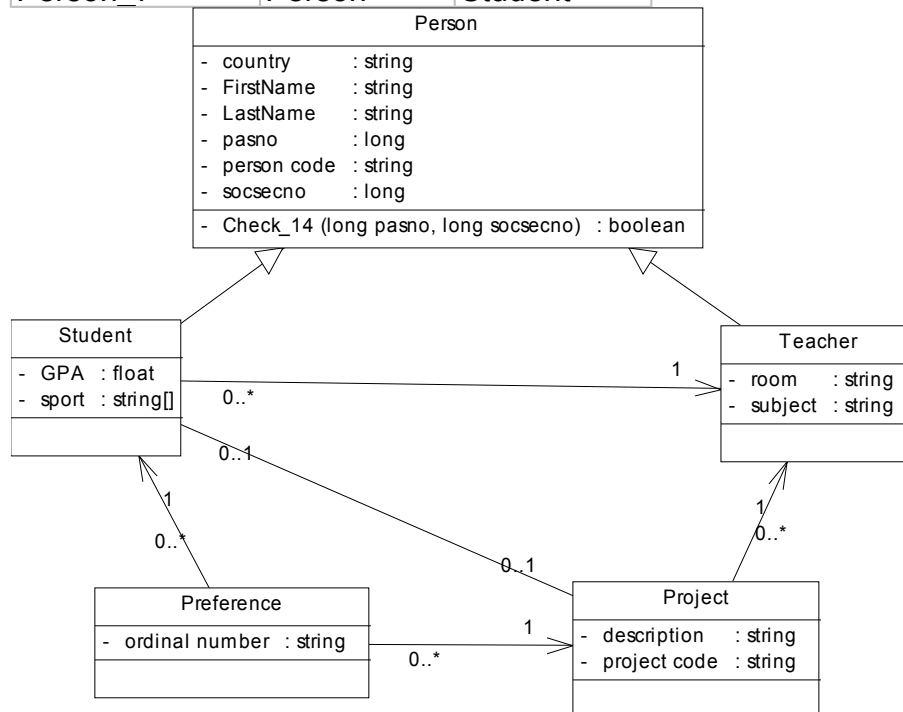 Person
- country : string
- FirstName : string
- LastName : string
- pasno : long
- person code : string
- socsecno : long
- Check_14 (long pasno, long socsecno) : boolean
Student
- GPA : float
- sport : string[]
Teacher
- room : string
- subject : string
1
0..*
0..1
1
0..*
1
0..*
0..1
Preference
- ordinal number : string
1
0..*
Project
- description : string
- project code : string